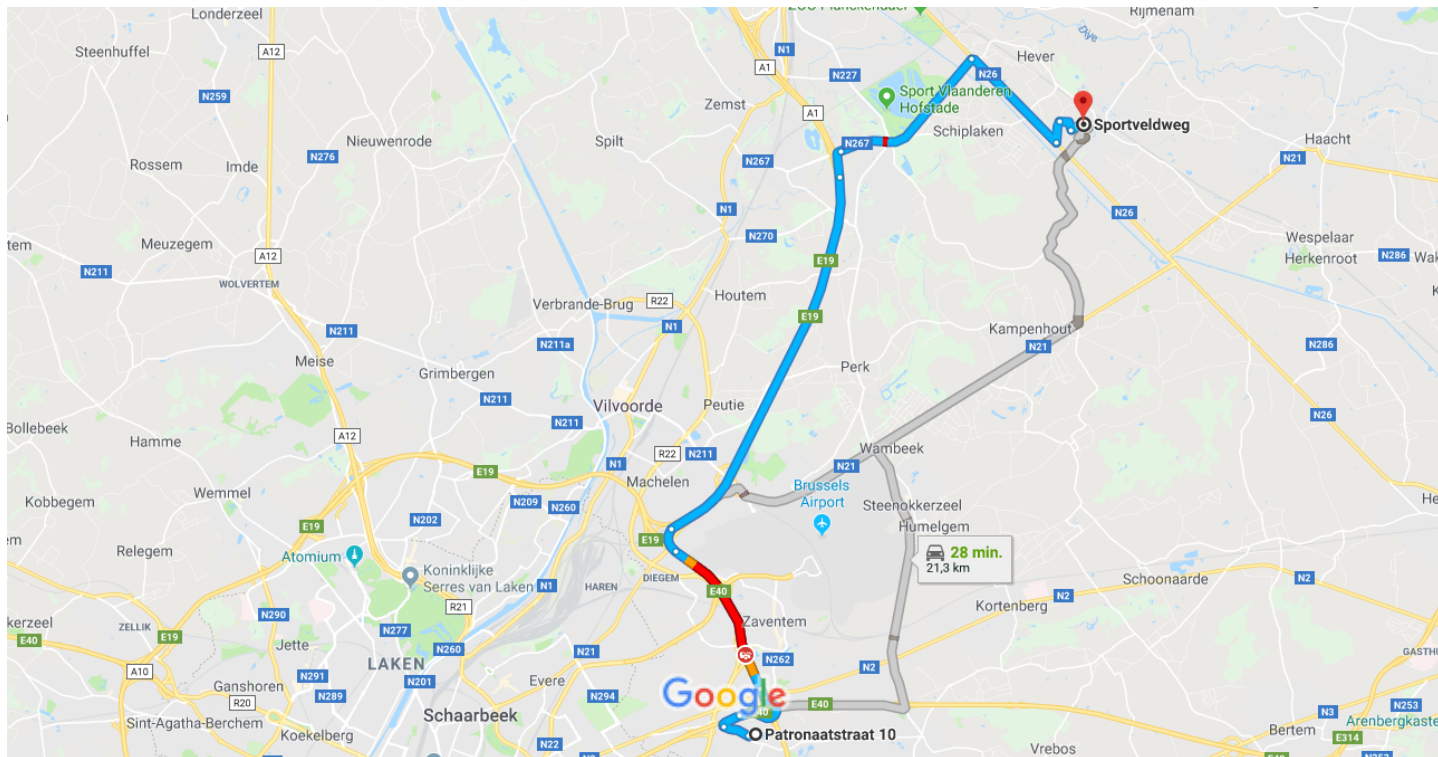 Londerzeel
ZOO Planckendael
Rijmenam
Steenhuffel
A12
N1
Dijle
Hever
A1
N227
N26
N259
Zemst
Sport Vlaanderen
Hofstade
A1
Sportveldweg
Nieuwenrode
Spilt
Schiplaken
Haacht
N267
N21
Rossem
Imde
N276
N267
N1
N26
Meuzegem
N270
Wespelaar
Herkenroot
N286
A12
E19
N211
WOLVERTEM
Houtem
Verbrande-Brug
R22
E19
N1
Kampenhout
N211
N211a
N21
N286
Meise
Grimbergen
Perk
N211
Vilvoorde
Peutie
N26
Bollebeek
Hamme
A12
N211
Wambeek
N1
R22
N211
N21
E19
Machelen
Brussels
Airport
Kobbegem
Wemmel
N209
N260
Steenokkerzeel
N202
Humelgem
E19
E19
Relegem
Atomium
28 min.
21,3 km
Koninklijke
Serres van Laken
HAREN
DIEGEM
N1
E40
Schoonaarde
N2
N2
Kortenberg
R21
N290
ZELLIK
N277
Zaventem
E40
E19
Jette
N260
N21
N262
LAKEN
N2
A10
N291
N201
Evere
Ganshoren
N289
N294
Google
R20
E40
E40
N253
Sint-Agatha-Berchem
Schaarbeek
N3
Arenbergkaste
Koekelberg
Patronaatstraat 10
Bertem
E314
N22
Vrebos